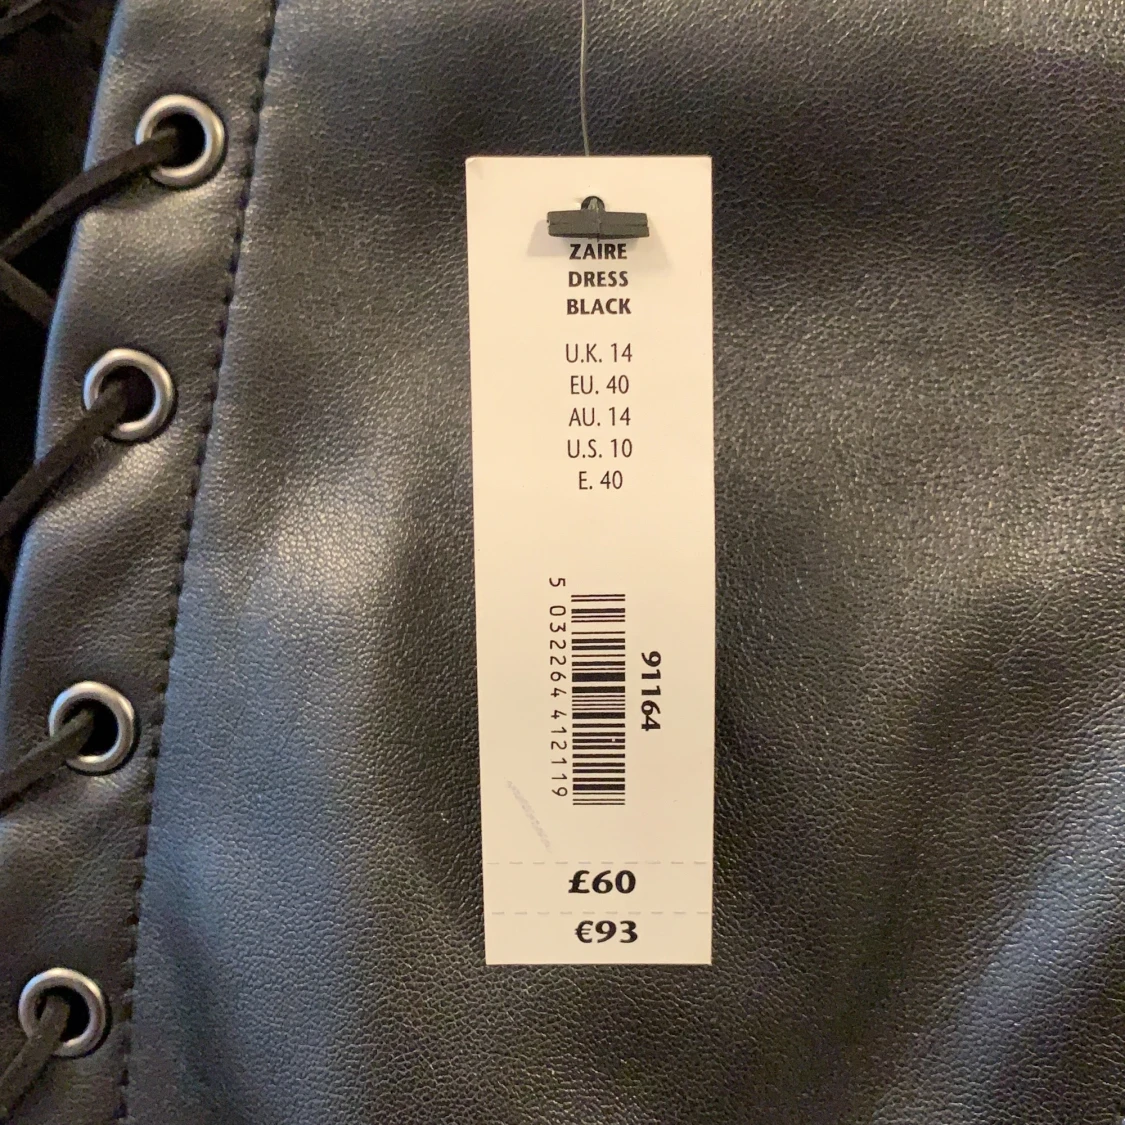 ZAIRE
DRESS
BLACK
U.K. 14
EU. 40
AU. 14
U.S. 10
E. 40
91164
5 032264 412119
£60
€93